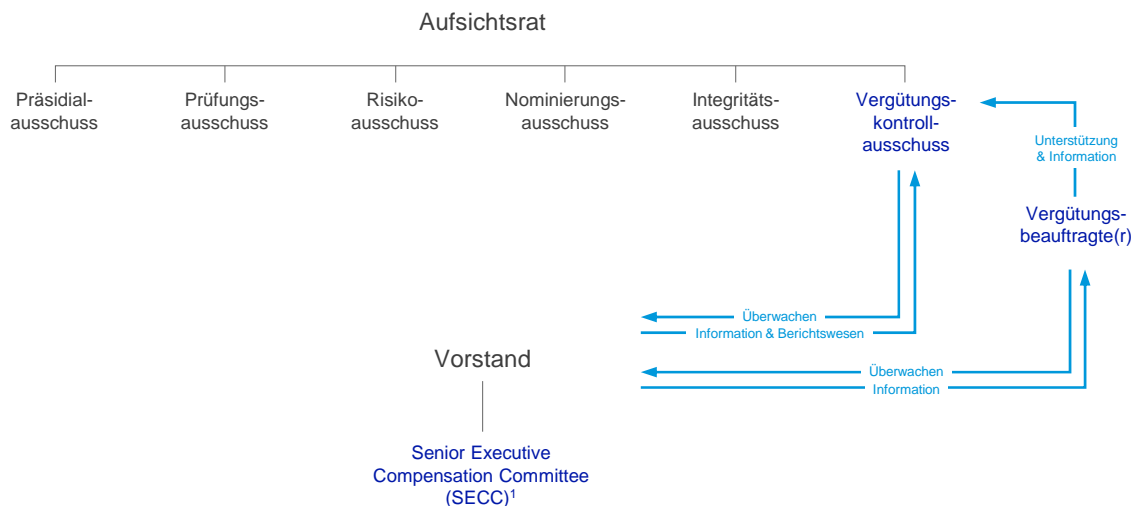 Aufsichtsrat
Präsidial-
ausschuss
Prüfungs-
ausschuss
Risiko-
ausschuss
Nominierungs-
ausschuss
Integritäts-
ausschuss
Vergütungs-
kontroll-
ausschuss
Unterstützung
& Information
Vergütungs-
beauftragte(r)
Überwachen
Information & Berichtswesen
Vorstand
Überwachen
Information
Senior Executive
Compensation Committee
(SECC)¹